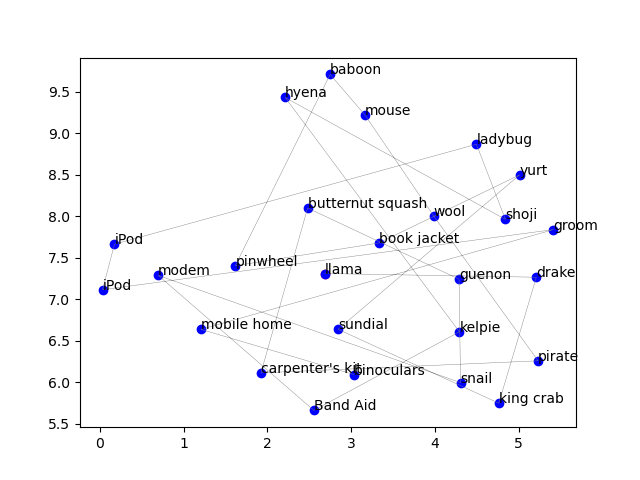 baboon
hyena
9.5
mouse
9.0
ladybug
8.5
yurt
butternut squash
8.0
wool
shoji
groom
book jacket
iPod
7.5
pinwheel
modem
llama
guenon
drake
iPod
7.0
mobile home
sundial
kelpie
6.5
pirate
carpenter's kit
binoculars
6.0
snail
king crab
Band Aid
5.5
0 1 2 3 4 5